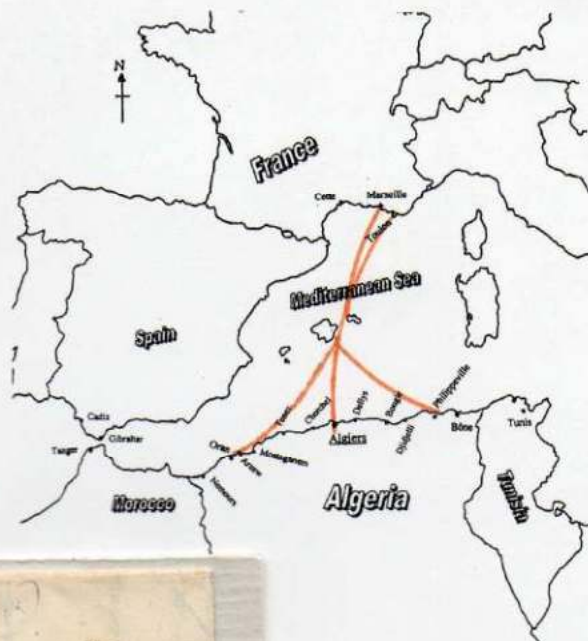 N
France
Cette
Marseille
Toulon
Mediterranean Sea
Spain
Cadiz
Gibraltar
Tanger
Oran
Arzew
Mostaganem
Tenes
Cherchel
Algiers
Dellys
Bougie
Djidjelli
Philippeville
Bône
Tunis
Nemours
Morocco
Algeria
Tunisia